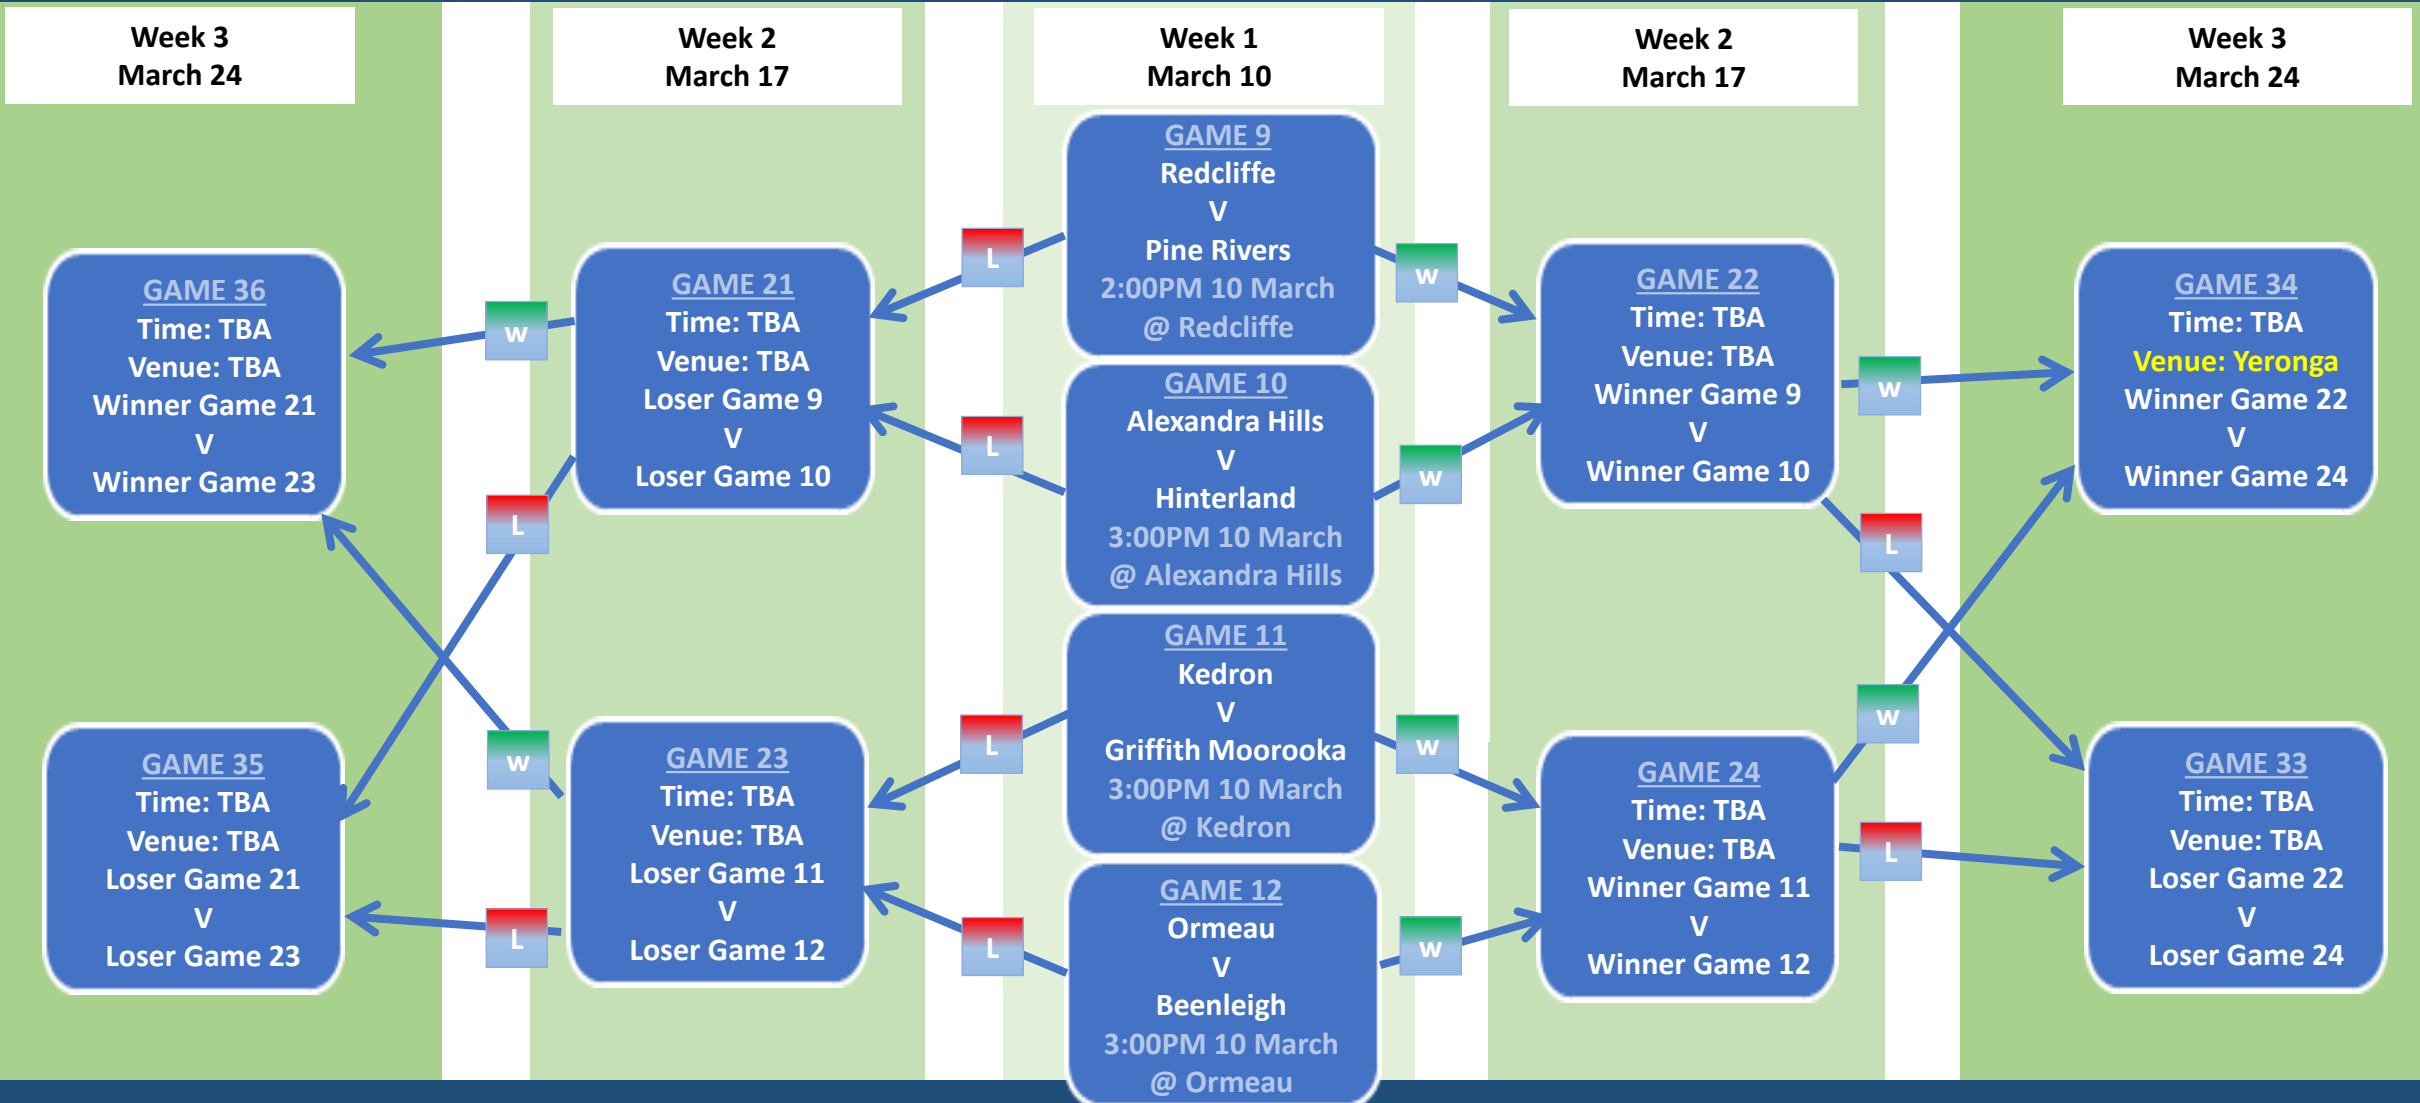 Week 3
March 24
Week 2
March 17
Week 1
March 10
Week 2
March 17
Week 3
March 24
GAME 36
Time: TBA
Venue: TBA
Winner Game 21
V
Winner Game 23
GAME 35
Time: TBA
Venue: TBA
Loser Game 21
V
Loser Game 23
W
L
W
L
GAME 21
Time: TBA
Venue: TBA
Loser Game 9
V
Loser Game 10
GAME 23
Time: TBA
Venue: TBA
Loser Game 11
V
Loser Game 12
L
L
L
L
GAME 9
Redcliffe
V
Pine Rivers
2:00PM 10 March
@ Redcliffe
GAME 10
Alexandra Hills
V
Hinterland
3:00PM 10 March
@ Alexandra Hills
GAME 11
Kedron
V
Griffith Moorooka
3:00PM 10 March
@ Kedron
GAME 12
Ormeau
V
Beenleigh
3:00PM 10 March
@ Ormeau
W
W
W
W
GAME 22
Time: TBA
Venue: TBA
Winner Game 9
V
Winner Game 10
GAME 24
Time: TBA
Venue: TBA
Winner Game 11
V
Winner Game 12
W
L
W
L
GAME 34
Time: TBA
Venue: Yeronga
Winner Game 22
V
Winner Game 24
GAME 33
Time: TBA
Venue: TBA
Loser Game 22
V
Loser Game 24